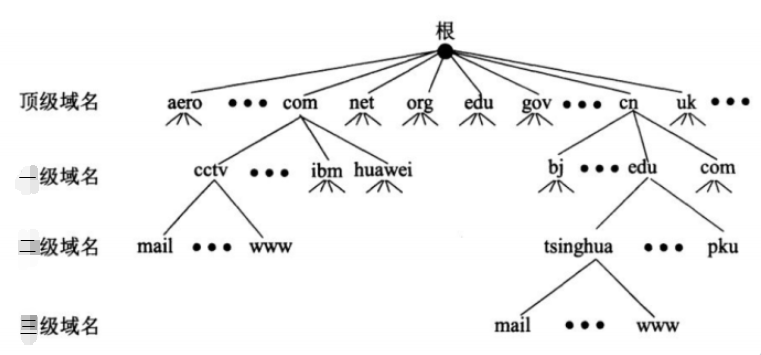 根
顶级域名 aero ••• com net org edu gov ••• cn uk •••
一级域名 cctv ••• ibm huawei bj ••• edu com
二级域名 mail ••• www tsinghua ••• pku
三级域名 mail ••• www